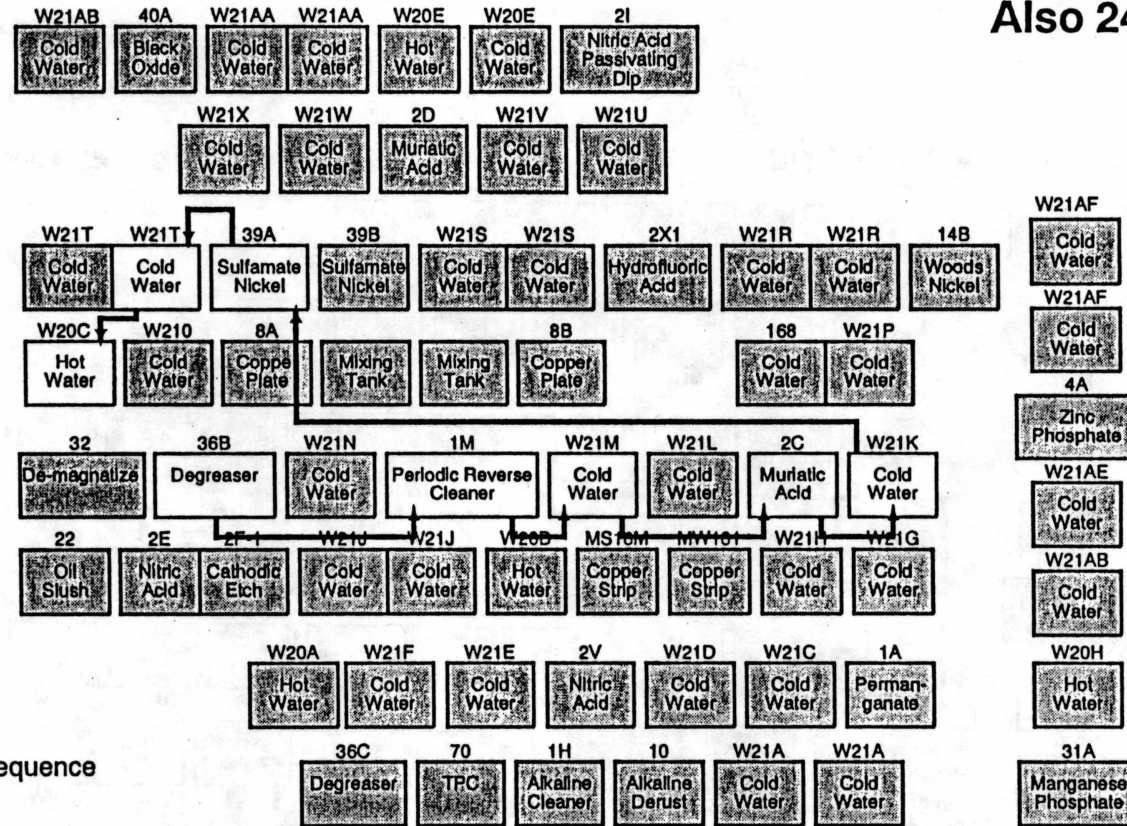 Also 24
W21AB 40A W21AA W21AA W20E W20E 2I
Cold Water
Black Oxide
Cold Water
Cold Water
Hot Water
Cold Water
Nitric Acid Passivating Dip
W21X W21W 2D W21V W21U
Cold Water
Cold Water
Muriatic Acid
Cold Water
Cold Water
W21T W21T 39A 39B W21S W21S 2X1 W21R W21R 14B
Cold Water
Cold Water
Sulfamate Nickel
Sulfamate Nickel
Cold Water
Cold Water
Hydrofluoric Acid
Cold Water
Cold Water
Woods Nickel
W20C W210 8A 8B 168 W21P
Hot Water
Cold Water
Coppe Plate
Mixing Tank
Mixing Tank
Copper Plate
Cold Water
Cold Water
32 36B W21N 1M W21M W21L 2C W21K
De-magnatize
Degreaser
Cold Water
Periodic Reverse Cleaner
Cold Water
Cold Water
Muriatic Acid
Cold Water
22 2E 2F-1 W21J W21J W20B MS16M MW161 W21H W21G
Oil Slush
Nitric Acid
Cathodic Etch
Cold Water
Cold Water
Hot Water
Copper Strip
Copper Strip
Cold Water
Cold Water
W20A W21F W21E 2V W21D W21C 1A
Hot Water
Cold Water
Cold Water
Nitric Acid
Cold Water
Cold Water
Perman- ganate
equence
36C 70 1H 10 W21A W21A
Degreaser
TPC
Alkaline Cleaner
Alkaline Derust
Cold Water
Cold Water
W21AF
Cold Water
W21AF
Cold Water
4A
Zinc Phosphate
W21AE
Cold Water
W21AB
Cold Water
W20H
Hot Water
31A
Manganese Phosphate